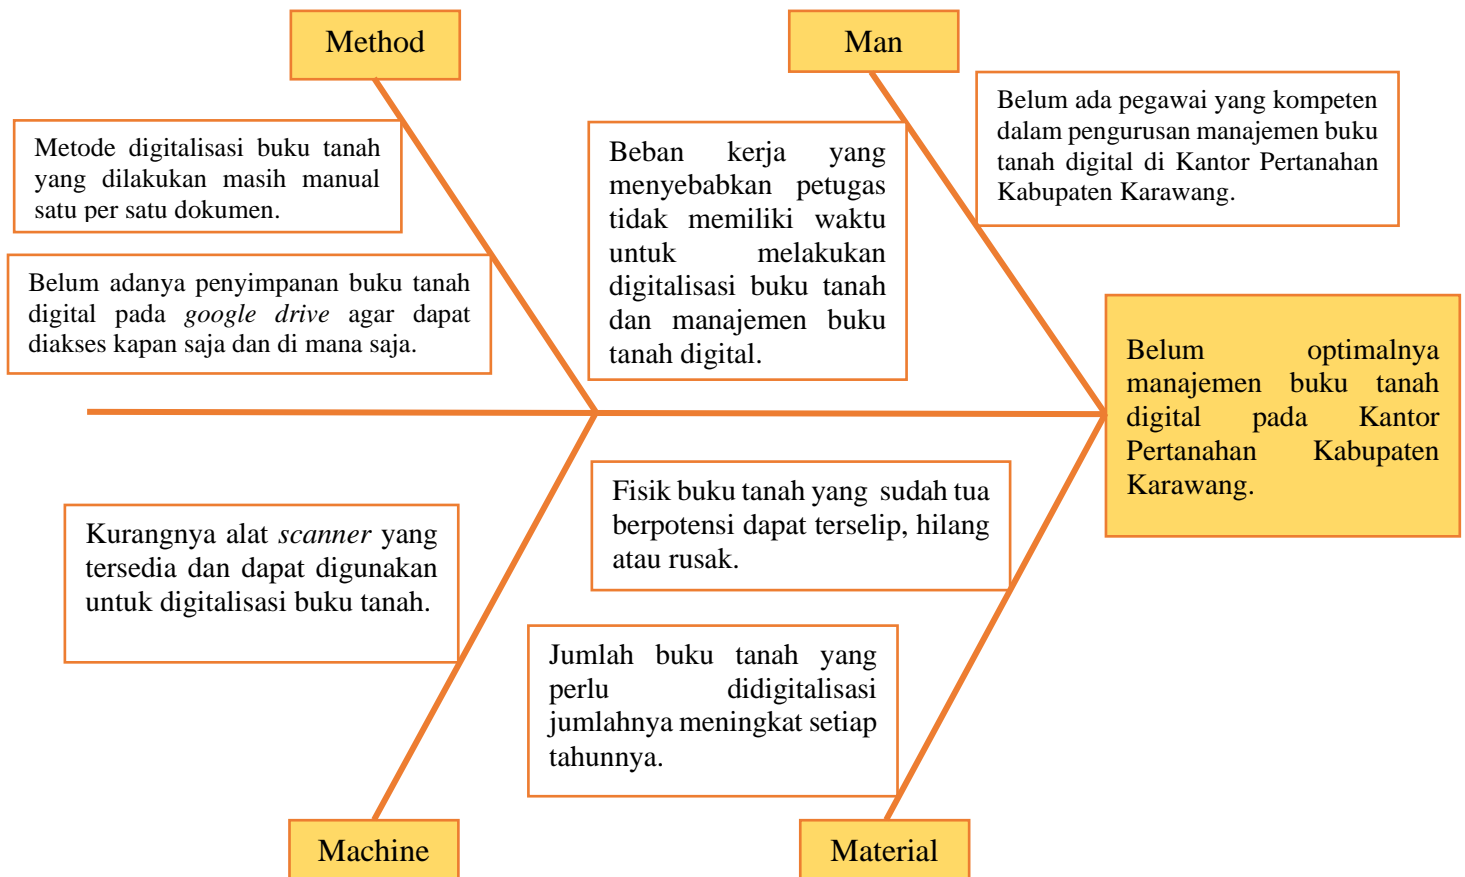 Method
Man
Metode digitalisasi buku tanah
yang dilakukan masih manual
satu per satu dokumen.
Belum adanya penyimpanan buku tanah
digital pada google drive agar dapat
diakses kapan saja dan di mana saja.
Beban kerja yang
menyebabkan petugas
tidak memiliki waktu
untuk melakukan
digitalisasi buku tanah
dan manajemen buku
tanah digital.
Belum ada pegawai yang kompeten
dalam pengurusan manajemen buku
tanah digital di Kantor Pertanahan
Kabupaten Karawang.
Belum optimalnya
manajemen buku tanah
digital pada Kantor
Pertanahan Kabupaten
Karawang.
Kurangnya alat scanner yang
tersedia dan dapat digunakan
untuk digitalisasi buku tanah.
Fisik buku tanah yang sudah tua
berpotensi dapat terselip, hilang
atau rusak.
Jumlah buku tanah yang
perlu didigitalisasi
jumlahnya meningkat setiap
tahunnya.
Machine
Material